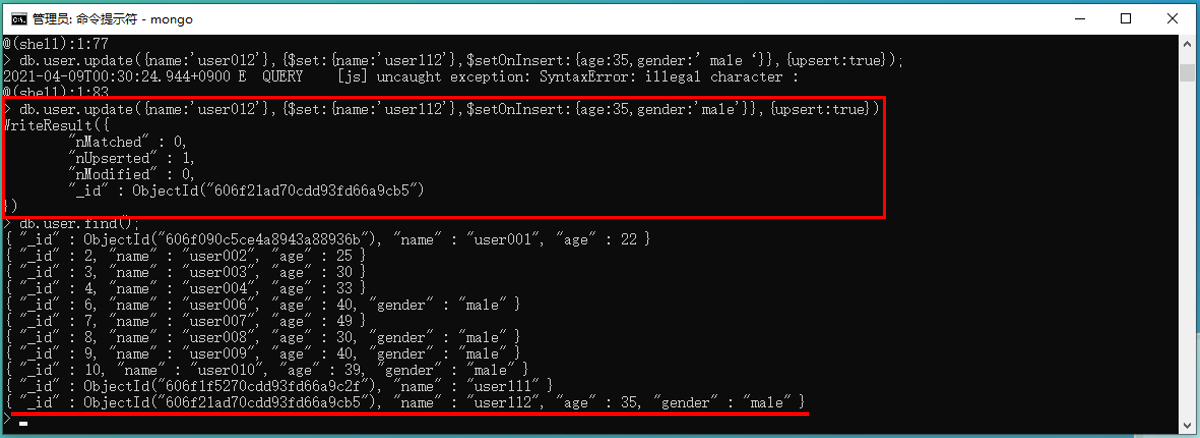 管理员: 命令提示符 - mongo
@(shell):1:77
> db.user.update({name:'user012'},{$set:{name:'user112'},$setOnInsert:{age:35,gender:' male ‘}},{upsert:true});
2021-04-09T00:30:24.944+0900 E  QUERY    [js] uncaught exception: SyntaxError: illegal character :
@(shell):1:83
> db.user.update({name:'user012'},{$set:{name:'user112'},$setOnInsert:{age:35,gender:'male'}},{upsert:true})
WriteResult({
        "nMatched" : 0,
        "nUpserted" : 1,
        "nModified" : 0,
        "_id" : ObjectId("606f21ad70cdd93fd66a9cb5")
})
> db.user.find();
{ "_id" : ObjectId("606f090c5ce4a8943a88936b"), "name" : "user001", "age" : 22 }
{ "_id" : 2, "name" : "user002", "age" : 25 }
{ "_id" : 3, "name" : "user003", "age" : 30 }
{ "_id" : 4, "name" : "user004", "age" : 33 }
{ "_id" : 6, "name" : "user006", "age" : 40, "gender" : "male" }
{ "_id" : 7, "name" : "user007", "age" : 49 }
{ "_id" : 8, "name" : "user008", "age" : 30, "gender" : "male" }
{ "_id" : 9, "name" : "user009", "age" : 40, "gender" : "male" }
{ "_id" : 10, "name" : "user010", "age" : 39, "gender" : "male" }
{ "_id" : ObjectId("606f1f5270cdd93fd66a9c2f"), "name" : "user111" }
{ "_id" : ObjectId("606f21ad70cdd93fd66a9cb5"), "name" : "user112", "age" : 35, "gender" : "male" }
>